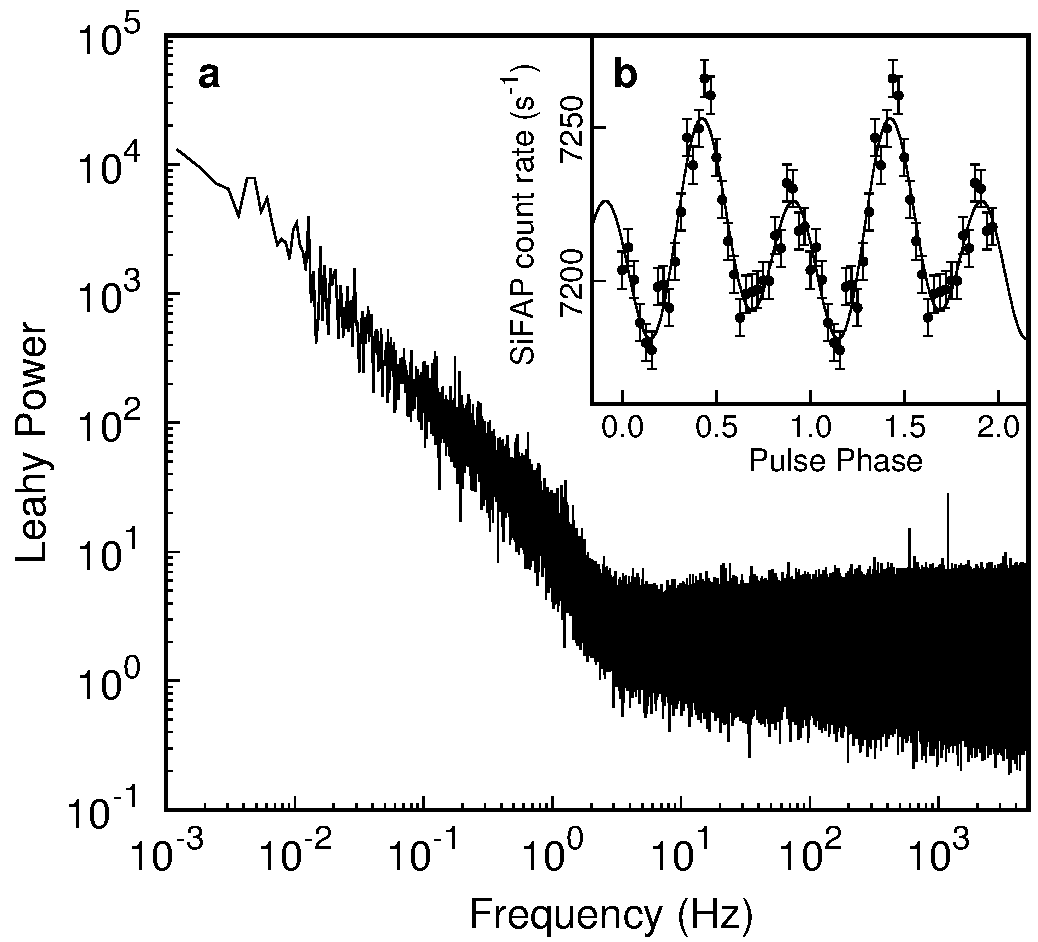 a
b
10^5
10^4
10^3
10^2
10^1
10^0
10^-1
Leahy Power
10^-3 10^-2 10^-1 10^0 10^1 10^2 10^3
Frequency (Hz)
SiFAP count rate (s^-1)
7250
7200
0.0 0.5 1.0 1.5 2.0
Pulse Phase